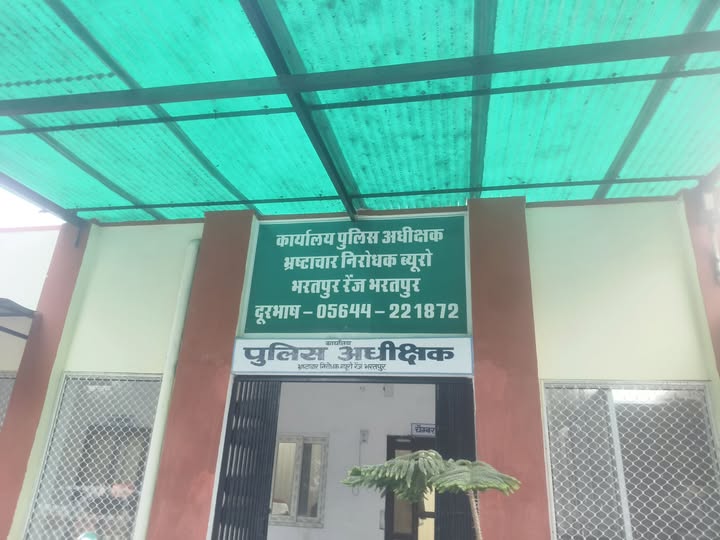 कार्यालय पुलिस अधीक्षक
भ्रष्टाचार निरोधक ब्यूरो
भरतपुर रेंज भरतपुर
दूरभाष – 05644 – 221872
कार्यालय
पुलिस अधीक्षक
भ्रष्टाचार निरोधक ब्यूरो रेंज भरतपुर